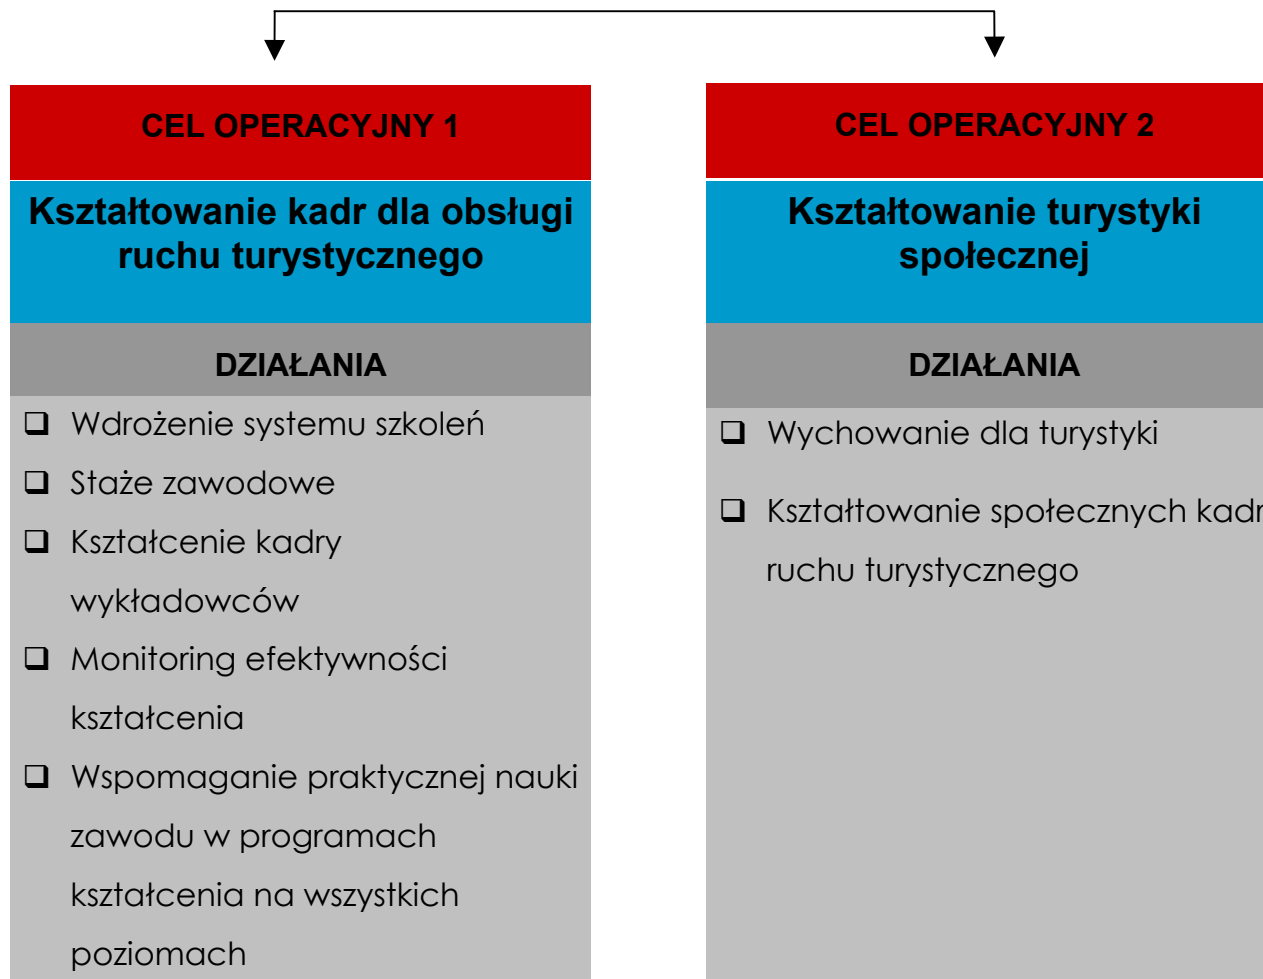 CEL OPERACYJNY 1
Kształtowanie kadr dla obsługi
ruchu turystycznego
DZIAŁANIA
❑ Wdrożenie systemu szkoleń
❑ Staże zawodowe
❑ Kształcenie kadry
wykładowców
❑ Monitoring efektywności
kształcenia
❑ Wspomaganie praktycznej nauki
zawodu w programach
kształcenia na wszystkich
poziomach
CEL OPERACYJNY 2
Kształtowanie turystyki
społecznej
DZIAŁANIA
❑ Wychowanie dla turystyki
❑ Kształtowanie społecznych kadr
ruchu turystycznego